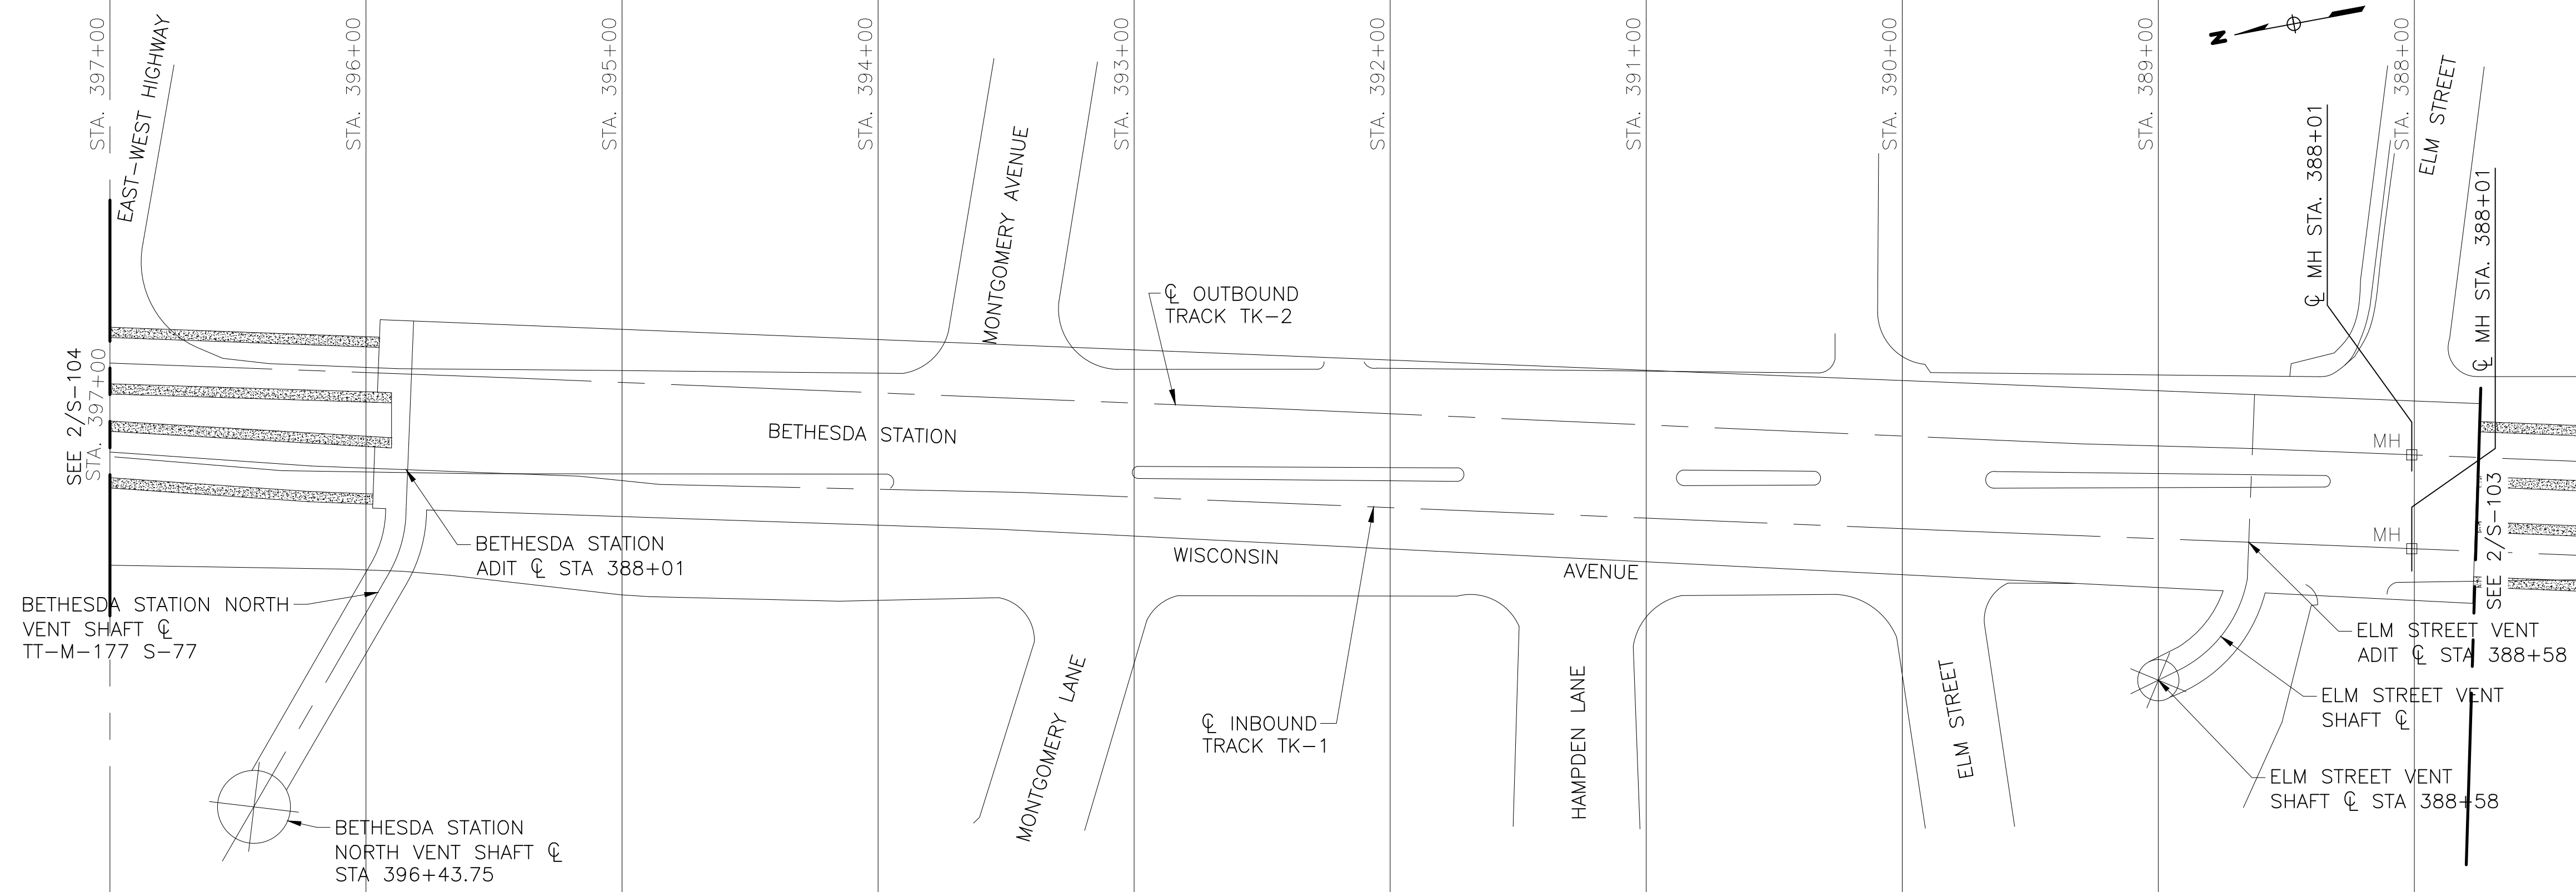 STA. 397+00
EAST-WEST HIGHWAY
STA. 396+00
STA. 395+00
STA. 394+00
MONTGOMERY AVENUE
STA. 393+00
STA. 392+00
STA. 391+00
STA. 390+00
STA. 389+00
N
℄ MH STA. 388+01
STA. 388+00
ELM STREET
℄ MH STA. 388+01
SEE 2/S-104
STA. 397+00
℄ OUTBOUND
TRACK TK-2
BETHESDA STATION
MH
MH
SEE 2/S-103
BETHESDA STATION
ADIT ℄ STA 388+01
WISCONSIN
AVENUE
BETHESDA STATION NORTH
VENT SHAFT ℄
TT-M-177 S-77
MONTGOMERY LANE
℄ INBOUND
TRACK TK-1
HAMPDEN LANE
ELM STREET
ELM STREET VENT
ADIT ℄ STA 388+58
ELM STREET VENT
SHAFT ℄
ELM STREET VENT
SHAFT ℄ STA 388+58
BETHESDA STATION
NORTH VENT SHAFT ℄
STA 396+43.75